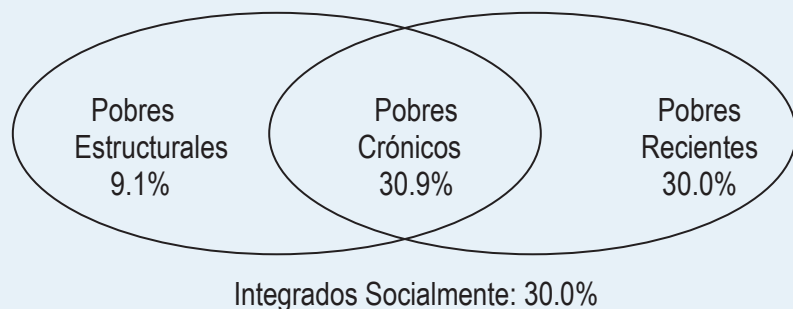 Pobres
Estructurales
9.1%
Pobres
Crónicos
30.9%
Pobres
Recientes
30.0%
Integrados Socialmente: 30.0%